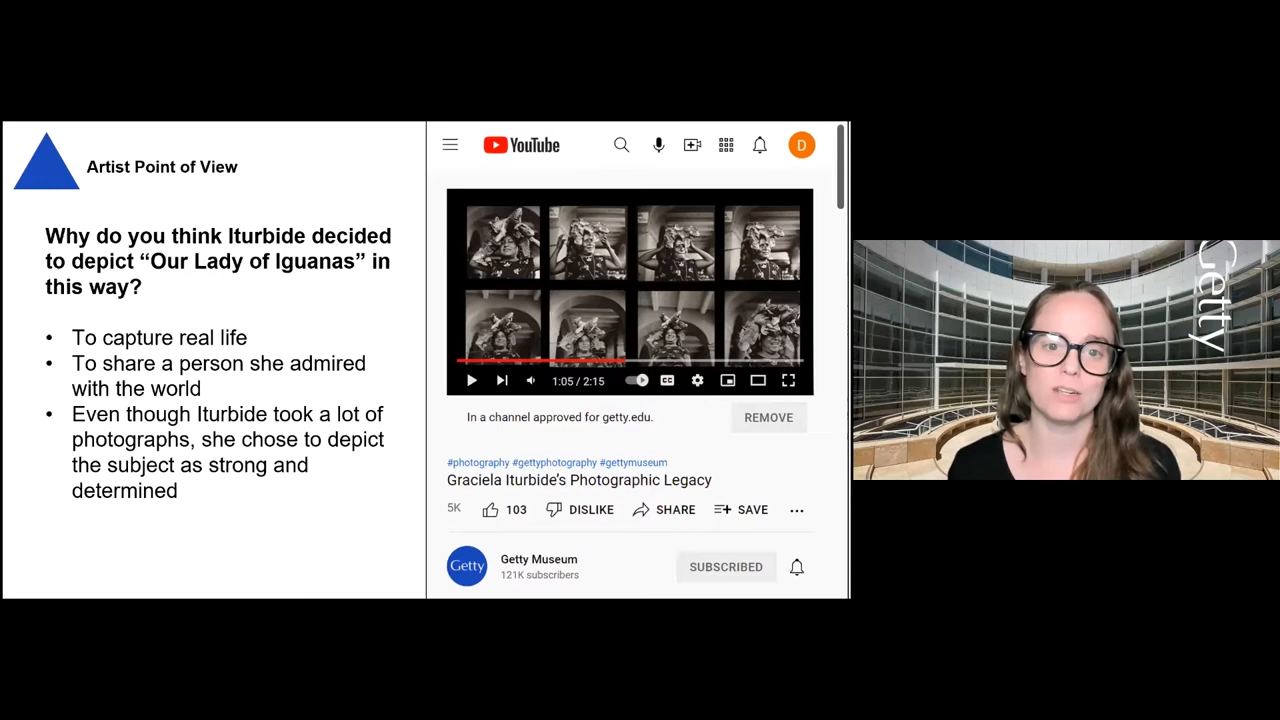 Artist Point of View
Why do you think Iturbide decided
to depict “Our Lady of Iguanas” in
this way?
• To capture real life
• To share a person she admired
with the world
• Even though Iturbide took a lot of
photographs, she chose to depict
the subject as strong and
determined
YouTube
D
1:05 / 2:15
CC
In a channel approved for getty.edu.
REMOVE
#photography #gettyphotography #gettymuseum
Graciela Iturbide’s Photographic Legacy
5K
103
DISLIKE
SHARE
SAVE
Getty
Getty Museum
121K subscribers
SUBSCRIBED
Getty